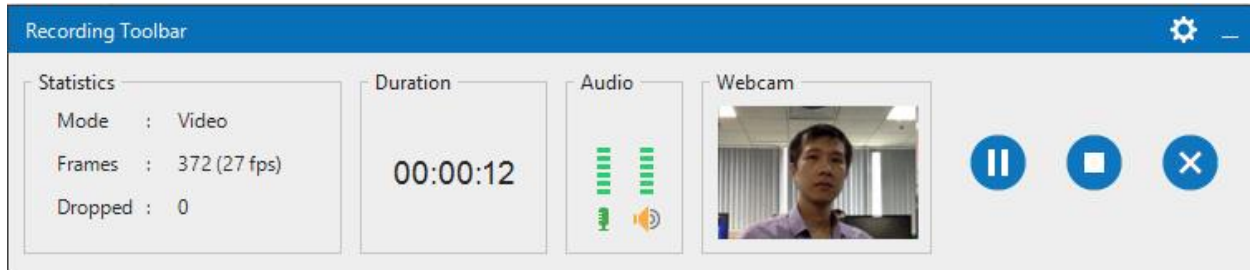 Recording Toolbar
Statistics
Mode : Video
Frames : 372 (27 fps)
Dropped : 0
Duration
00:00:12
Audio
Webcam